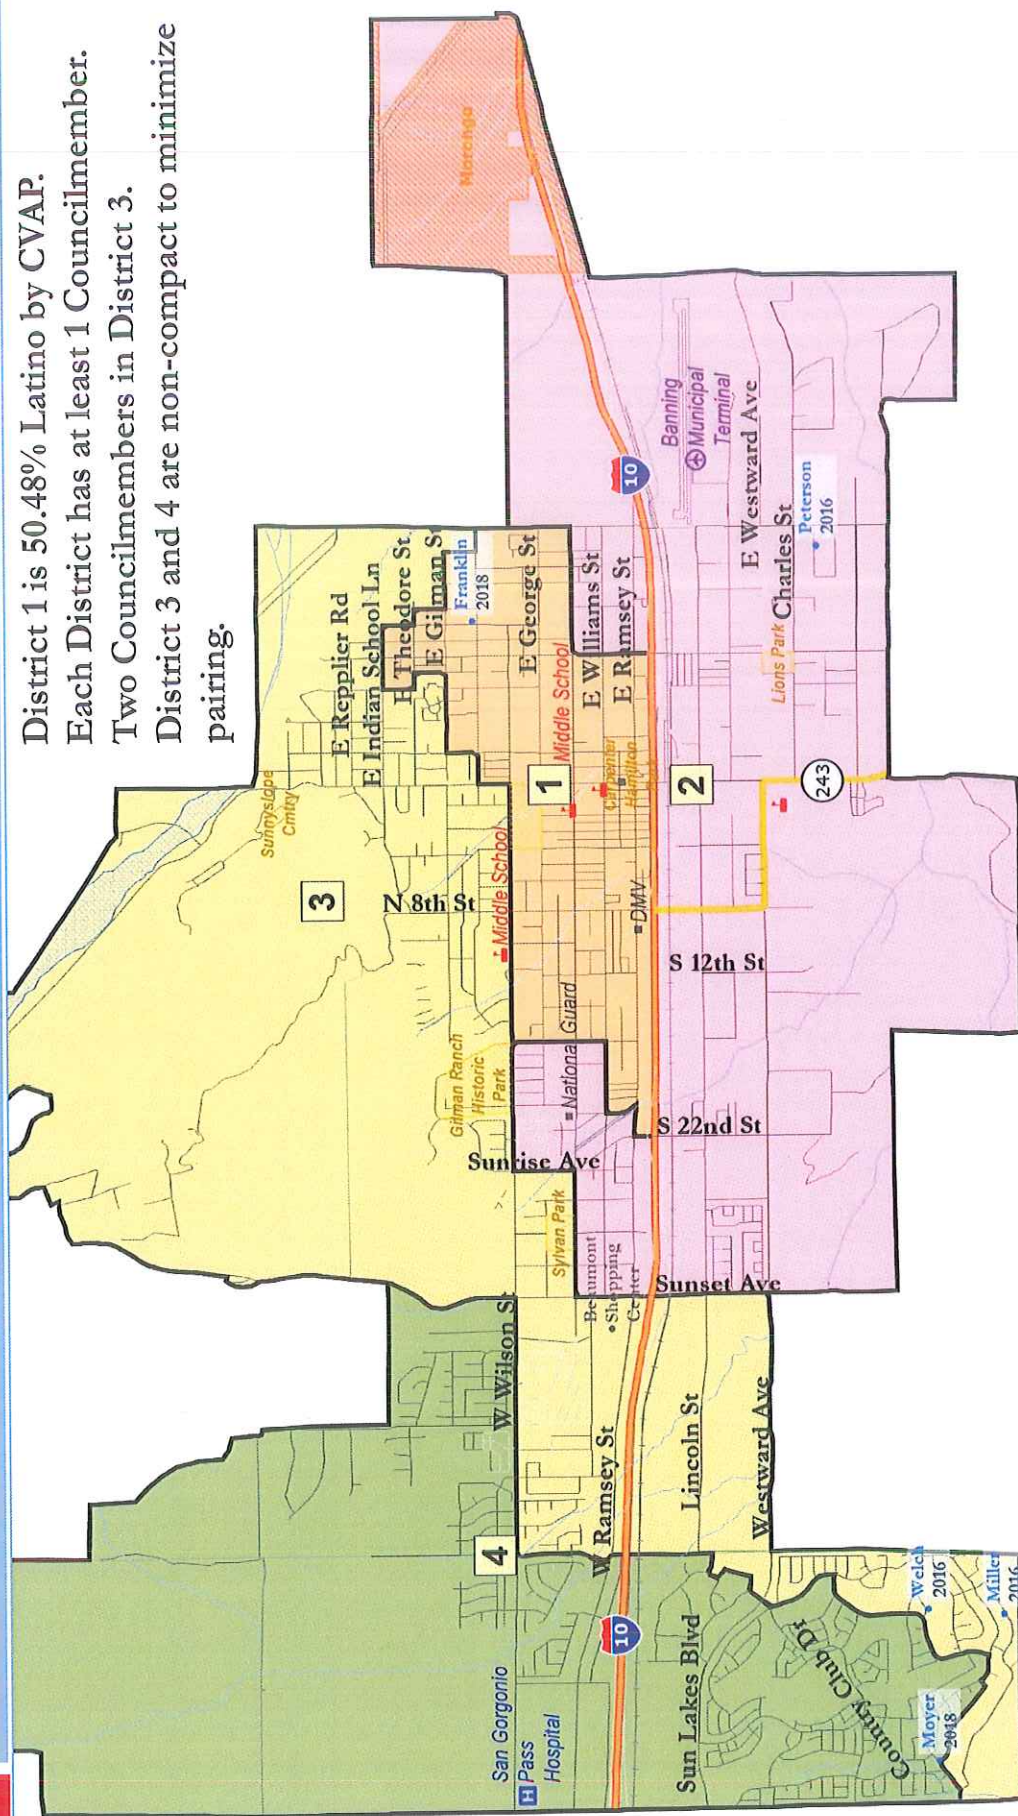 District 1 is 50.48% Latino by CVAP.
Each District has at least 1 Councilmember.
Two Councilmembers in District 3.
District 3 and 4 are non-compact to minimize
pairing.
Morongo
Sunnyslope
Cmtry
E Repplier Rd
E Indian School Ln
E Theodore St
E Gilman St
Franklin
2018
3
N 8th St
Middle School
E George St
Middle School
E Williams St
E Ramsey St
1
Carpenter
Hamilton
Park
DMV
10
Banning
Municipal
Terminal
E Westward Ave
Peterson
2016
Charles St
Lions Park
2
243
S 12th St
Gilman Ranch
Historic
Park
National Guard
S 22nd St
Sunrise Ave
Sylvan Park
Beaumont
Shopping
Center
Sunset Ave
W Wilson St
W Ramsey St
Lincoln St
Westward Ave
4
10
San Gorgonio
H Pass
Hospital
Sun Lakes Blvd
Country Club Dr
Welch
2016
Miller
2016
Moyer
2018